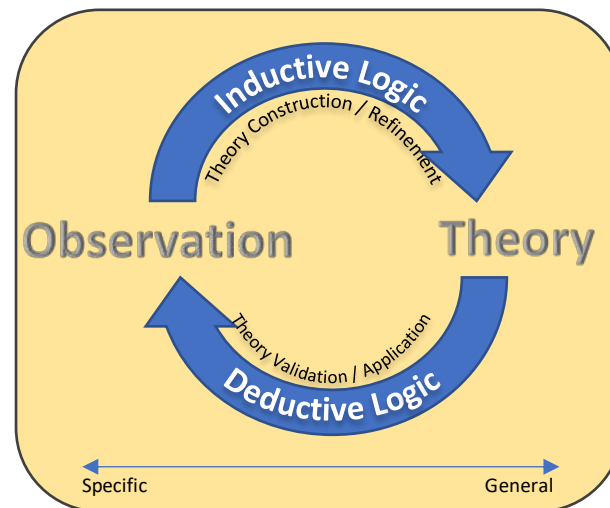 Inductive Logic
Theory Construction / Refinement
Observation
Theory
Theory Validation / Application
Deductive Logic
Specific
General